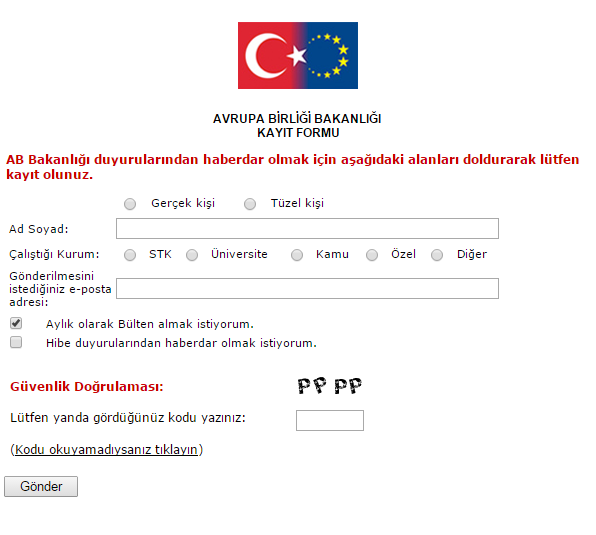 AVRUPA BİRLİĞİ BAKANLIĞI
KAYIT FORMU
AB Bakanlığı duyurularından haberdar olmak için aşağıdaki alanları doldurarak lütfen
kayıt olunuz.
Gerçek kişi Tüzel kişi
Ad Soyad:
Çalıştığı Kurum: STK Üniversite Kamu Özel Diğer
Gönderilmesini
istediğiniz e-posta
adresi:
Aylık olarak Bülten almak istiyorum.
Hibe duyurularından haberdar olmak istiyorum.
Güvenlik Doğrulaması: PP PP
Lütfen yanda gördüğünüz kodu yazınız:
(Kodu okuyamadıysanız tıklayın)
Gönder